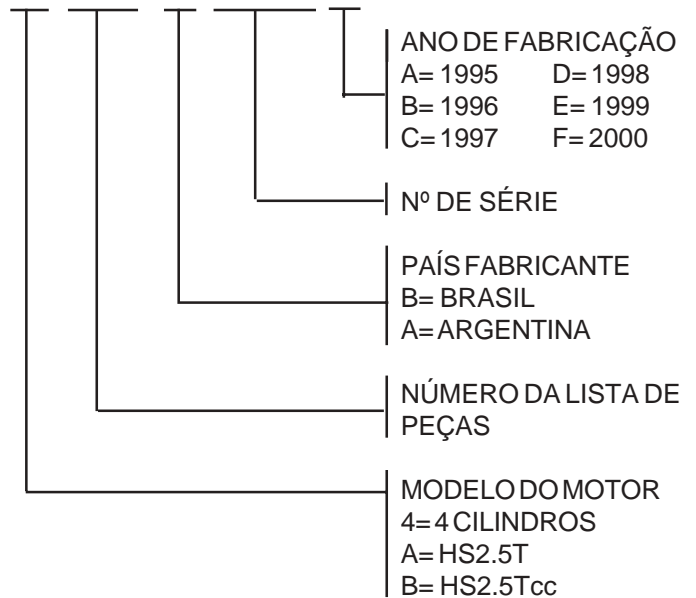 ANO DE FABRICAÇÃO
A= 1995 D= 1998
B= 1996 E= 1999
C= 1997 F= 2000
Nº DE SÉRIE
PAÍS FABRICANTE
B= BRASIL
A= ARGENTINA
NÚMERO DA LISTA DE
PEÇAS
MODELO DO MOTOR
4= 4 CILINDROS
A= HS2.5T
B= HS2.5Tcc